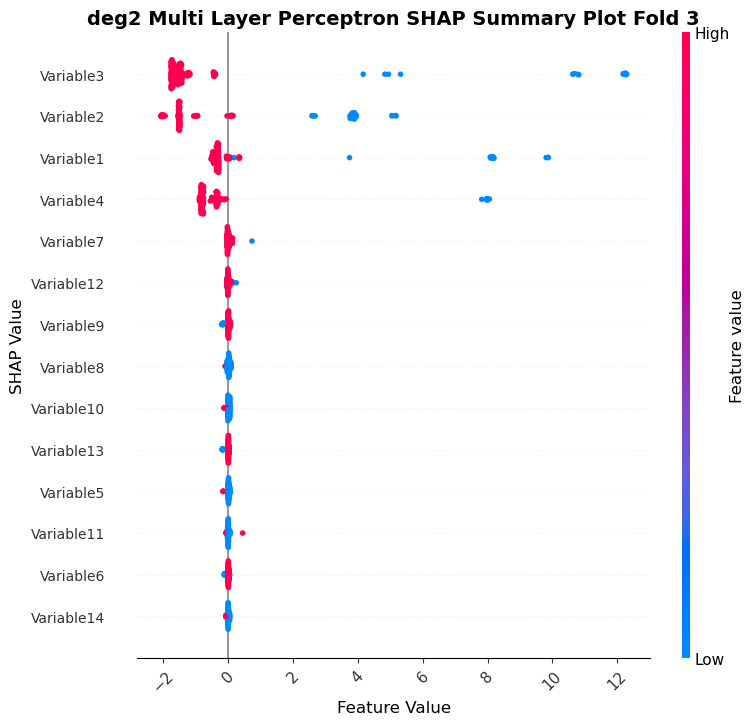 deg2 Multi Layer Perceptron SHAP Summary Plot Fold 3
High
Variable3
Variable2
Variable1
Variable4
Variable7
Variable12
Variable9
Variable8
Variable10
Variable13
Variable5
Variable11
Variable6
Variable14
SHAP Value
Feature value
Low
−2
0
2
4
6
8
10
12
Feature Value